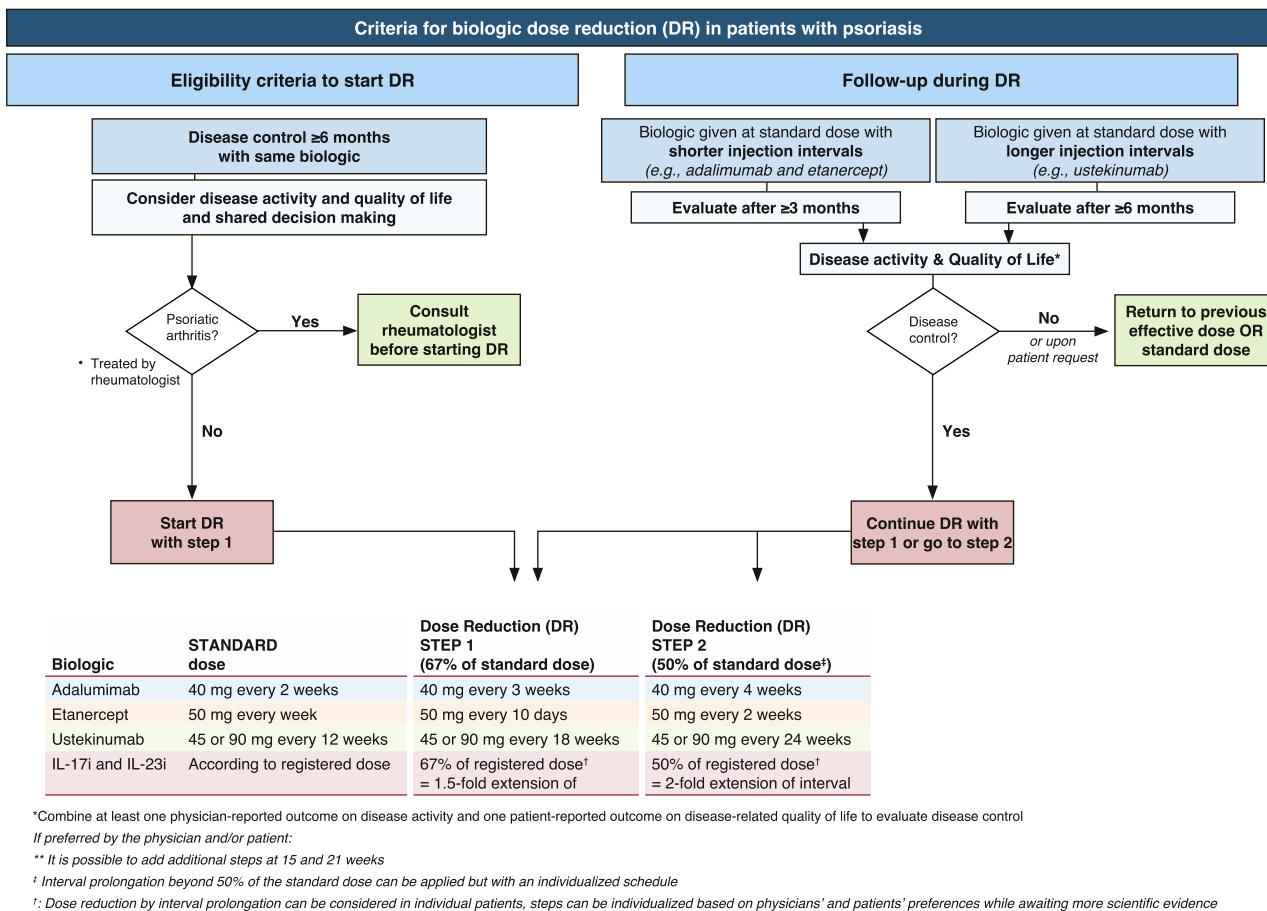 Criteria for biologic dose reduction (DR) in patients with psoriasis
Eligibility criteria to start DR
Disease control ≥6 months
with same biologic
Consider disease activity and quality of life
and shared decision making
Psoriatic
arthritis?
• Treated by
rheumatologist
Yes
Consult
rheumatologist
before starting DR
No
Start DR
with step 1
Follow-up during DR
Biologic given at standard dose with
shorter injection intervals
(e.g., adalimumab and etanercept)
Biologic given at standard dose with
longer injection intervals
(e.g., ustekinumab)
Evaluate after ≥3 months
Evaluate after ≥6 months
Disease activity & Quality of Life*
Disease
control?
No
or upon
patient request
Return to previous
effective dose OR
standard dose
Yes
Continue DR with
step 1 or go to step 2
Biologic STANDARD dose Dose Reduction (DR) STEP 1 (67% of standard dose) Dose Reduction (DR) STEP 2 (50% of standard dose‡)
Adalumimab 40 mg every 2 weeks 40 mg every 3 weeks 40 mg every 4 weeks
Etanercept 50 mg every week 50 mg every 10 days 50 mg every 2 weeks
Ustekinumab 45 or 90 mg every 12 weeks 45 or 90 mg every 18 weeks 45 or 90 mg every 24 weeks
IL-17i and IL-23i According to registered dose 67% of registered dose† 50% of registered dose†
= 1.5-fold extension of = 2-fold extension of interval
*Combine at least one physician-reported outcome on disease activity and one patient-reported outcome on disease-related quality of life to evaluate disease control
If preferred by the physician and/or patient:
** It is possible to add additional steps at 15 and 21 weeks
‡ Interval prolongation beyond 50% of the standard dose can be applied but with an individualized schedule
†: Dose reduction by interval prolongation can be considered in individual patients, steps can be individualized based on physicians' and patients' preferences while awaiting more scientific evidence